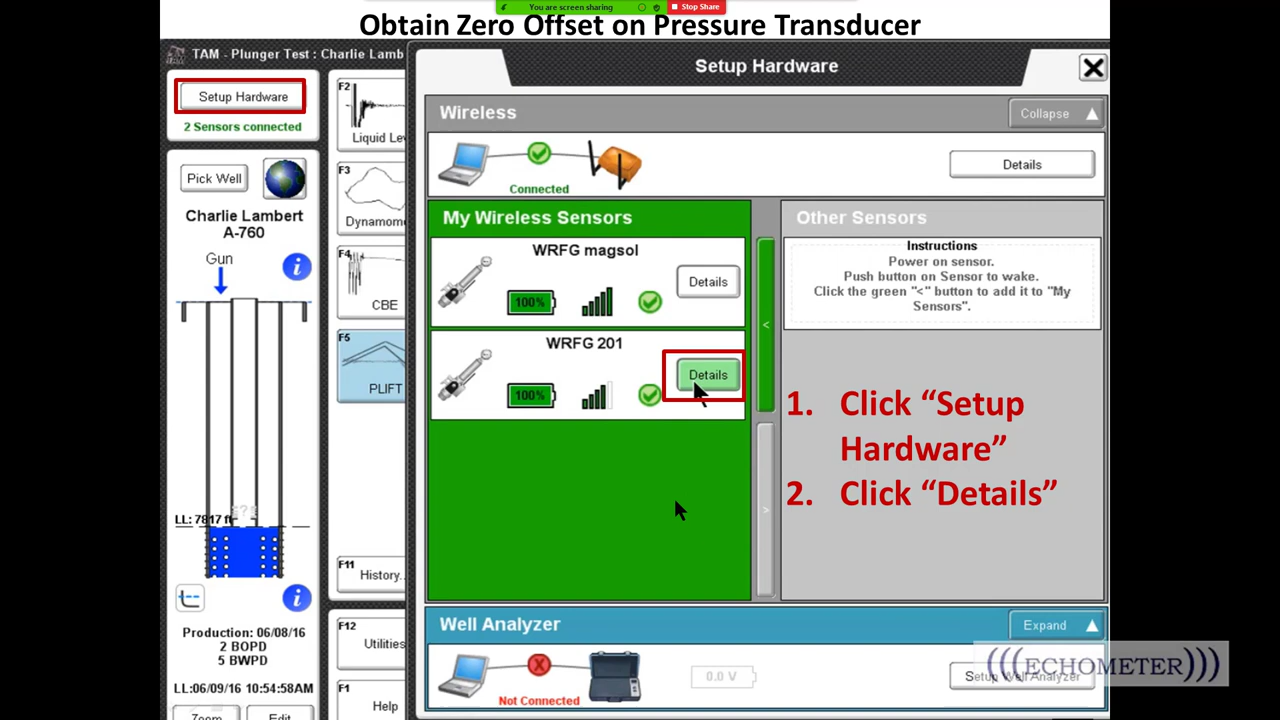 You are screen sharing
Stop Share
Obtain Zero Offset on Pressure Transducer
TAM - Plunger Test : Charlie Lamb
Setup Hardware
2 Sensors connected
Pick Well
Charlie Lambert
A-760
Gun
LL: 7817 ft
Production: 06/08/16
2 BOPD
5 BWPD
LL:06/09/16 10:54:58AM
Zoom
Edit
F2
Liquid Lev
F3
Dynamom
F4
CBE
F5
PLIFT
F11
History..
F12
Utilities
F1
Help
Setup Hardware
Wireless
Collapse
Connected
Details
My Wireless Sensors
WRFG magsol
100%
Details
WRFG 201
100%
Details
<
>
Other Sensors
Instructions
Power on sensor.
Push button on Sensor to wake.
Click the green "<" button to add it to "My
Sensors".
1. Click “Setup
Hardware”
2. Click “Details”
Well Analyzer
Expand
Not Connected
0.0 V
Setup Well Analyzer
(((ECHOMETER)))